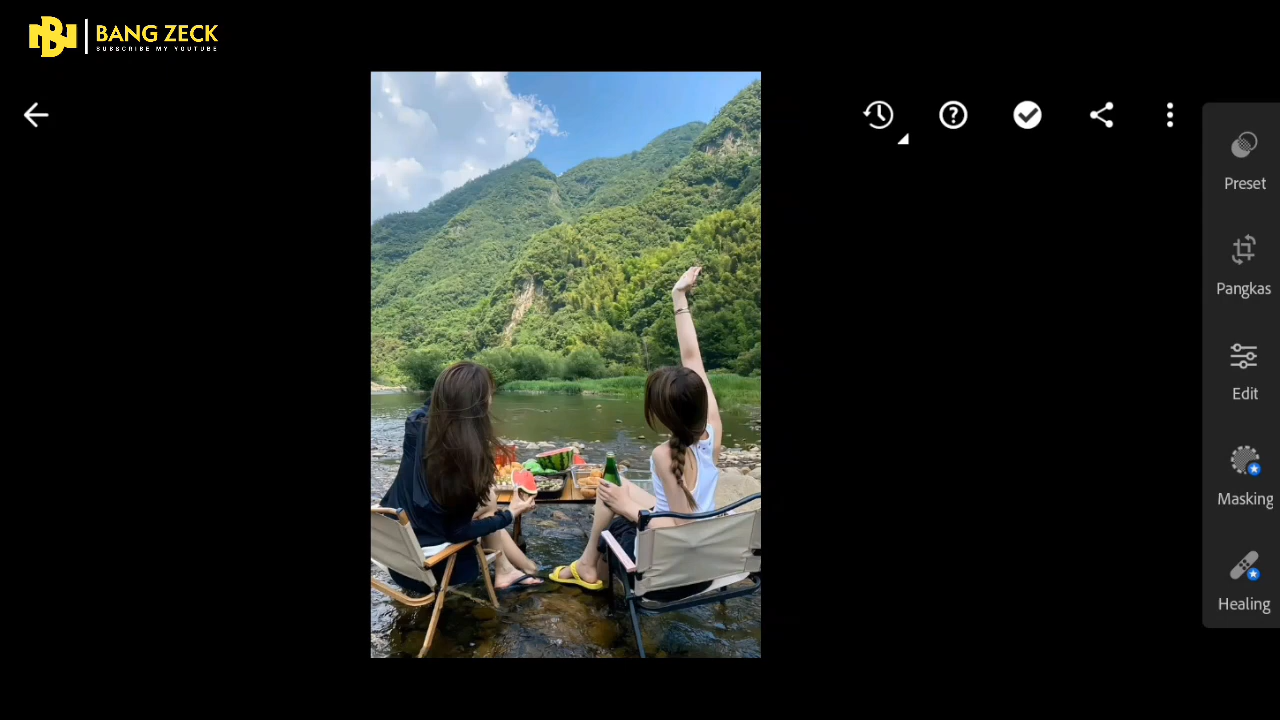 BANG ZECK
SUBSCRIBE MY YOUTUBE
Preset
Pangkas
Edit
Masking
Healing